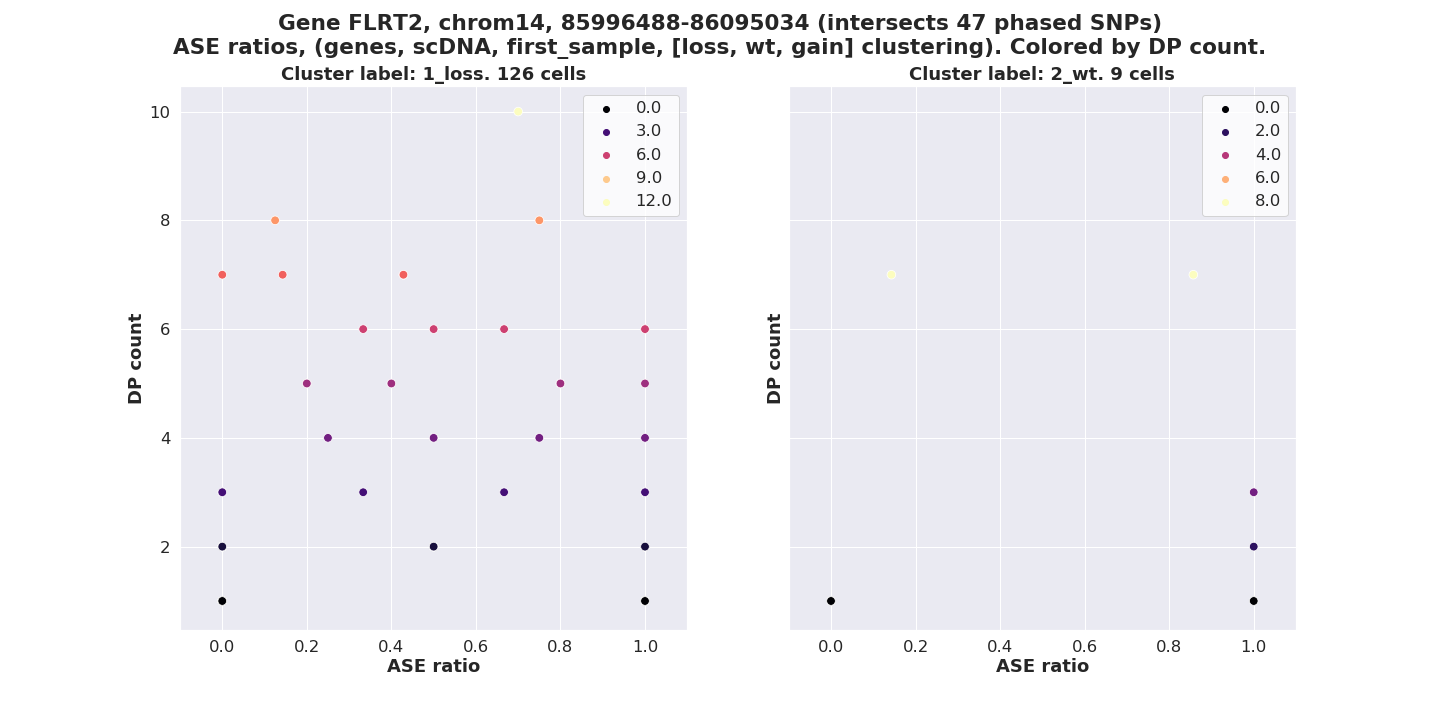 Gene FLRT2, chrom14, 85996488-86095034 (intersects 47 phased SNPs)
ASE ratios, (genes, scDNA, first_sample, [loss, wt, gain] clustering). Colored by DP count.
Cluster label: 1_loss. 126 cells
10
8
6
4
2
DP count
0.0
3.0
6.0
9.0
12.0
0.0 0.2 0.4 0.6 0.8 1.0
ASE ratio
Cluster label: 2_wt. 9 cells
DP count
0.0
2.0
4.0
6.0
8.0
0.0 0.2 0.4 0.6 0.8 1.0
ASE ratio